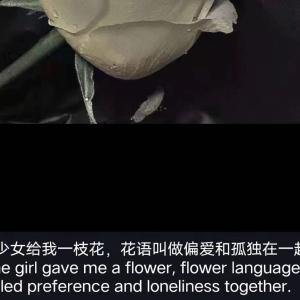 少女给我一枝花，花语叫做偏爱和孤独在一起
e girl gave me a flower, flower language
led preference and loneliness together.